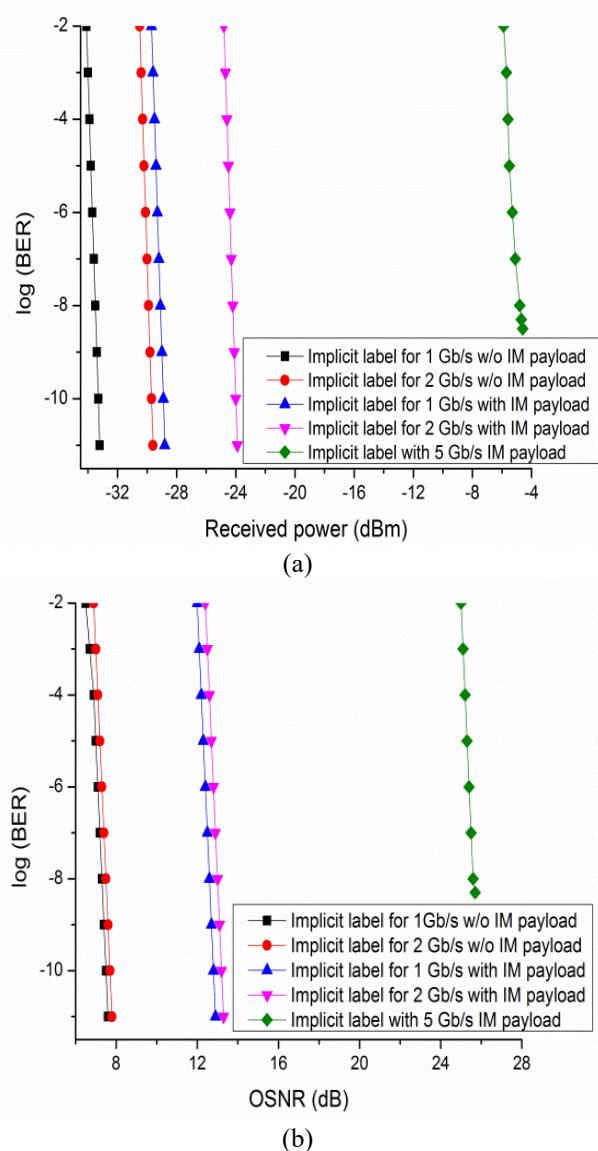 -2
-4
-6
-8
-10
log (BER)
Implicit label for 1 Gb/s w/o IM payload
Implicit label for 2 Gb/s w/o IM payload
Implicit label for 1 Gb/s with IM payload
Implicit label for 2 Gb/s with IM payload
Implicit label with 5 Gb/s IM payload
-32 -28 -24 -20 -16 -12 -8 -4
Received power (dBm)
(a)
-2
-4
-6
-8
-10
log (BER)
Implicit label for 1Gb/s w/o IM payload
Implicit label for 2 Gb/s w/o IM payload
Implicit label for 1 Gb/s with IM payload
Implicit label for 2 Gb/s with IM payload
Implicit label with 5 Gb/s IM payload
8 12 16 20 24 28
OSNR (dB)
(b)